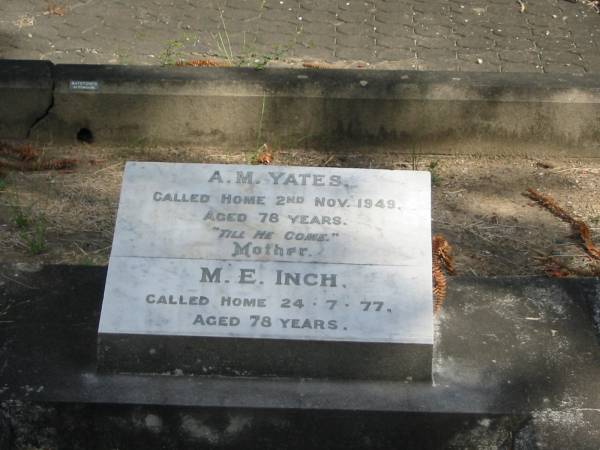 A. M. YATES.
CALLED HOME 2ND NOV. 1949.
AGED 78 YEARS.
"TILL HE COME."
Mother.
M. E. INCH.
CALLED HOME 24·7·77.
AGED 78 YEARS.